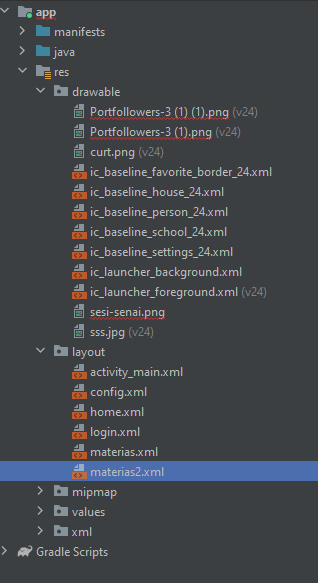 app
manifests
java
res
drawable
Portfollowers-3 (1) (1).png (v24)
Portfollowers-3 (1).png (v24)
curt.png (v24)
ic_baseline_favorite_border_24.xml
ic_baseline_house_24.xml
ic_baseline_person_24.xml
ic_baseline_school_24.xml
ic_baseline_settings_24.xml
ic_launcher_background.xml
ic_launcher_foreground.xml (v24)
sesi-senai.png
sss.jpg (v24)
layout
activity_main.xml
config.xml
home.xml
login.xml
materias.xml
materias2.xml
mipmap
values
xml
Gradle Scripts